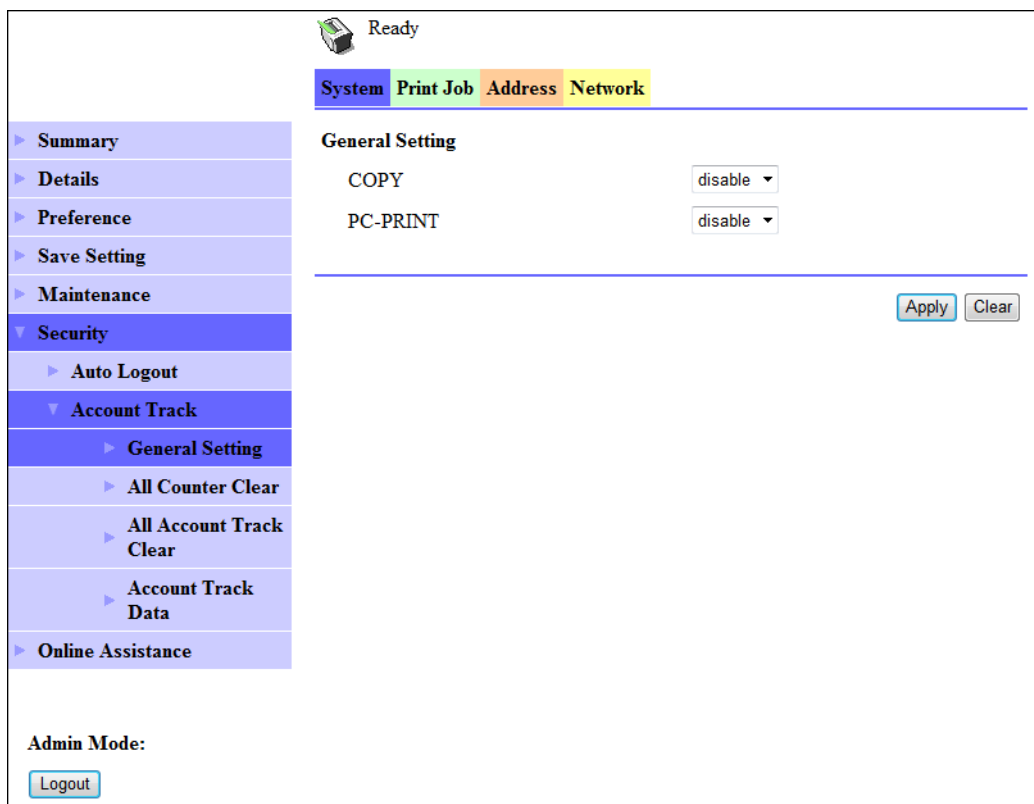 Ready
System Print Job Address Network
Summary
Details
Preference
Save Setting
Maintenance
Security
Auto Logout
Account Track
General Setting
All Counter Clear
All Account Track
Clear
Account Track
Data
Online Assistance
Admin Mode:
Logout
General Setting
COPY disable
PC-PRINT disable
Apply Clear